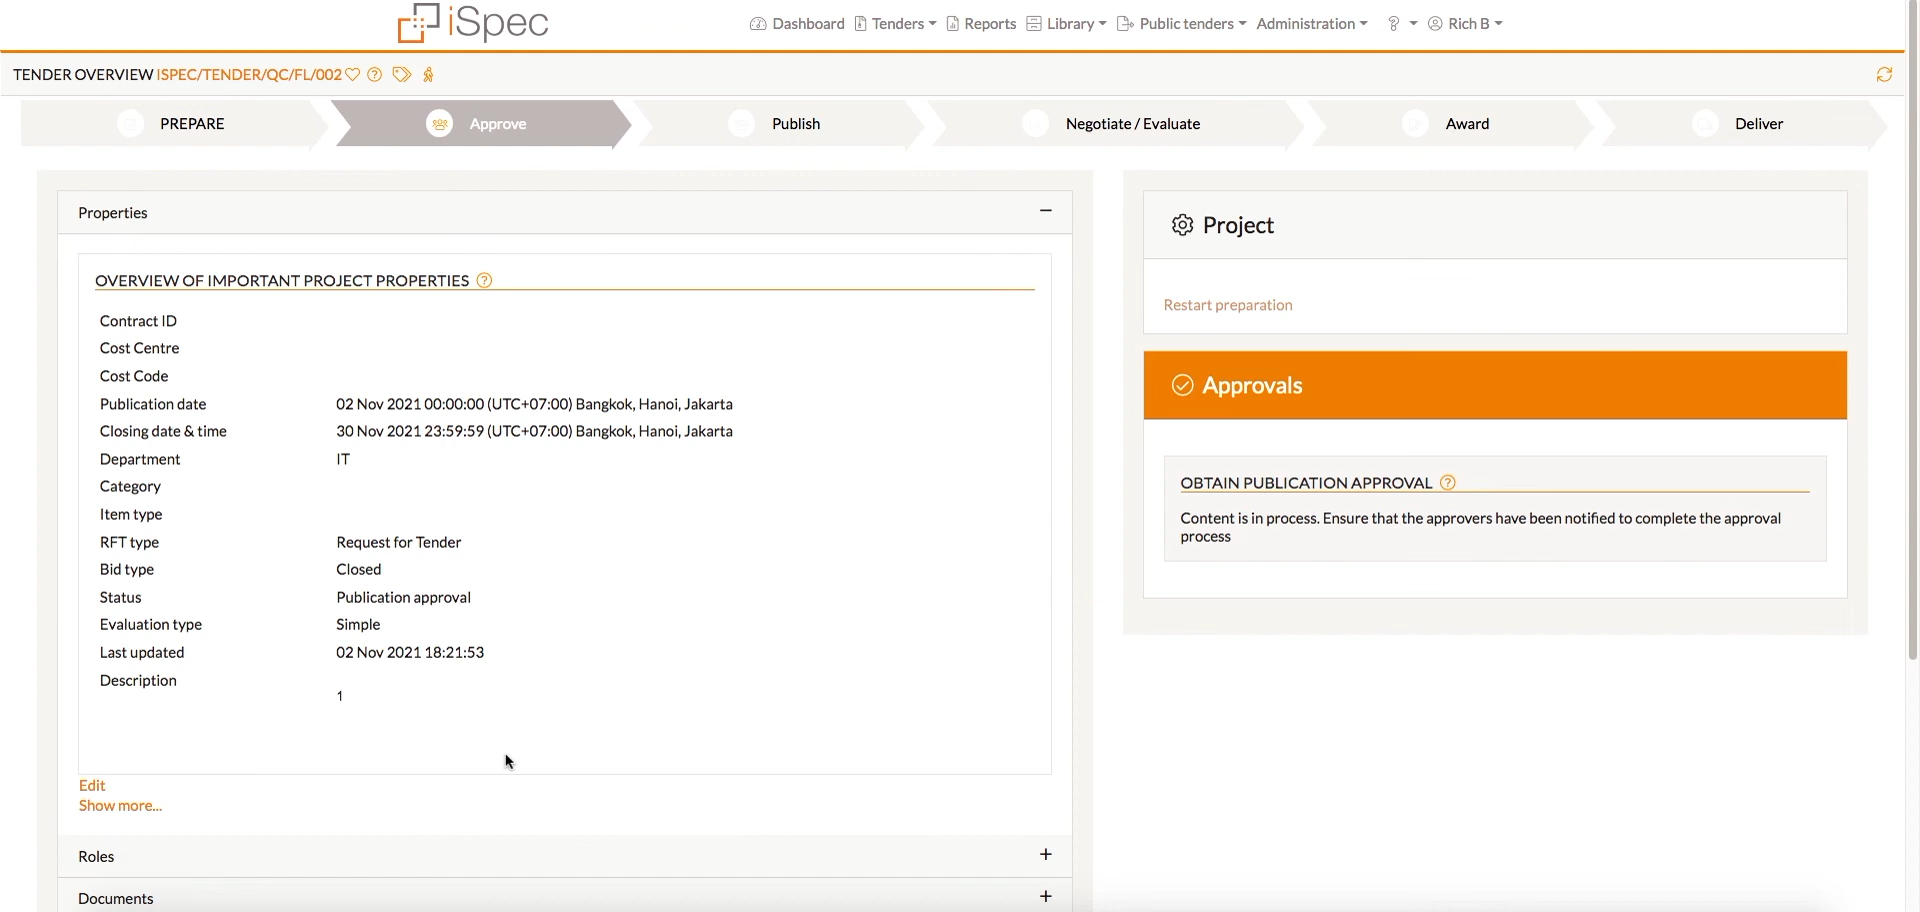 iSpec
Dashboard Tenders Reports Library Public tenders Administration ? Rich B
TENDER OVERVIEW ISPEC/TENDER/QC/FL/002 ?
PREPARE Approve Publish Negotiate / Evaluate Award Deliver
Properties
OVERVIEW OF IMPORTANT PROJECT PROPERTIES ?
Contract ID
Cost Centre
Cost Code
Publication date 02 Nov 2021 00:00:00 (UTC+07:00) Bangkok, Hanoi, Jakarta
Closing date & time 30 Nov 2021 23:59:59 (UTC+07:00) Bangkok, Hanoi, Jakarta
Department IT
Category
Item type
RFT type Request for Tender
Bid type Closed
Status Publication approval
Evaluation type Simple
Last updated 02 Nov 2021 18:21:53
Description
1
Edit
Show more...
Roles
Documents
Project
Restart preparation
Approvals
OBTAIN PUBLICATION APPROVAL ?
Content is in process. Ensure that the approvers have been notified to complete the approval
process